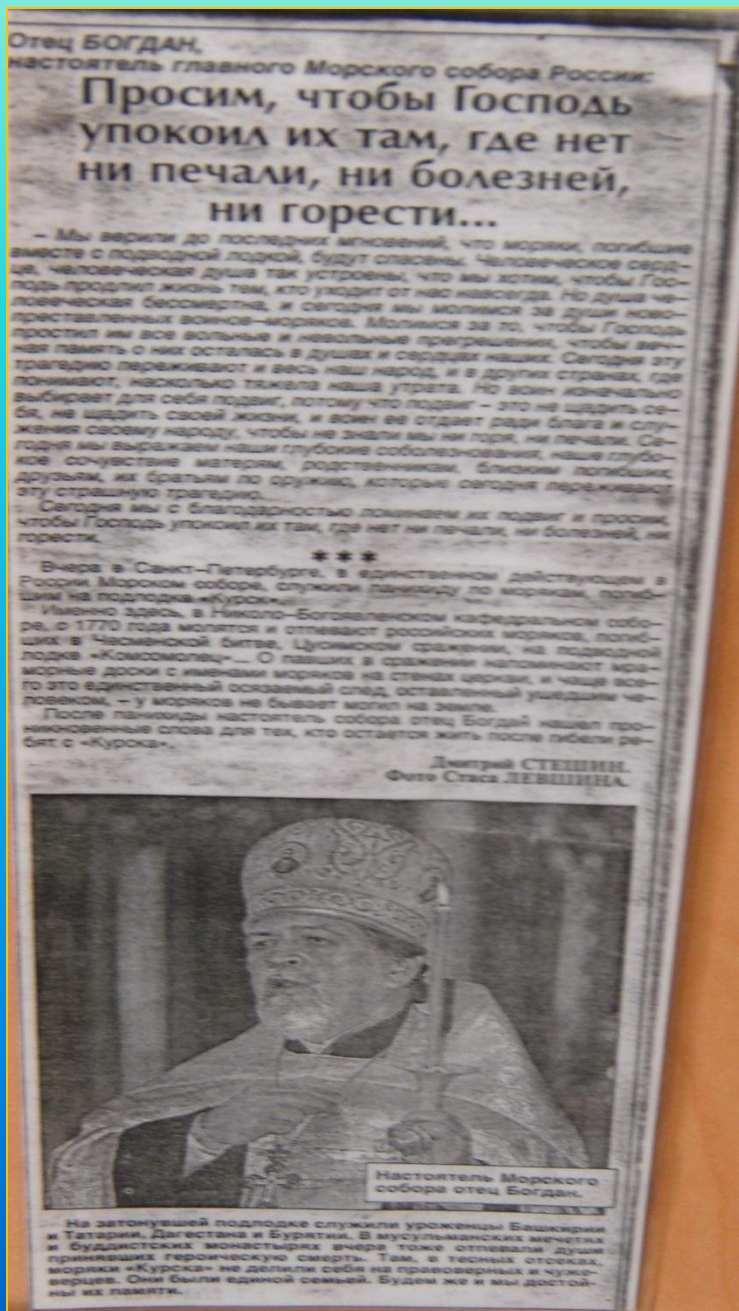 Отец БОГДАН,
настоятель главного Морского собора России:
Просим, чтобы Господь
упокоил их там, где нет
ни печали, ни болезней,
ни горести...
– Мы верили до последних мгновений, что моряки, погибшие
вместе с подводной лодкой, будут спасены. Человеческое серд-
це, человеческая душа так устроены, что мы хотим, чтобы Гос-
подь продлил жизнь тем, кто уходит от нас навсегда. Но душа че-
ловеческая бессмертна, и сегодня мы молимся за души ново-
преставленных воинов-моряков. Молимся за то, чтобы Господь
простил им все вольные и невольные прегрешения, чтобы веч-
ная память о них осталась в душах и сердцах наших. Сегодня эту
трагедию переживают и весь наш народ, и в других странах, где
понимают, насколько тяжела наша утрата. Но воин изначально
выбирает для себя подвиг, потому что подвиг – это не щадить се-
бя, не щадить своей жизни, и воин ее отдает ради блага и слу-
жения своему народу, чтобы не знали мы ни горя, ни печали. Се-
годня мы выражаем наши глубокие соболезнования, наше глубо-
кое сочувствие матерям, родственникам, близким погибших,
друзьям, их братьям по оружию, которые сегодня переживают
эту страшную трагедию...
Сегодня мы с благодарностью поминаем их подвиг и просим,
чтобы Господь упокоил их там, где нет ни печали, ни болезней, ни
горести.
***
Вчера в Санкт-Петербурге, в единственном действующем в
России Морском соборе, служили панихиду по морякам, погиб-
шим на подлодке «Курск».
Именно здесь, в Николо-Богоявленском кафедральном собо-
ре, с 1770 года молятся и отпевают российских моряков, погиб-
ших в Чесменской битве, Цусимском сражении, на подводной
лодке «Комсомолец»... О павших в сражении напоминают мра-
морные доски с именами моряков на стенах церкви, и чаще все-
го это единственный осязаемый след, оставленный ушедшим че-
ловеком, – у моряков не бывает могил на земле.
После панихиды настоятель собора отец Богдан нашел про-
никновенные слова для тех, кто остается жить после гибели ре-
бят с «Курска».
Дмитрий СТЕШИН.
Фото Стаса ЛЕВШИНА.
Настоятель Морского
собора отец Богдан.
На затонувшей подлодке служили уроженцы Башкирии
и Татарии, Дагестана и Бурятии. В мусульманских мечетях
и буддистских монастырях вчера тоже отпевали души
принявших героическую смерть. Там, в тесных отсеках,
моряки «Курска» не делили себя на правоверных и чужа-
верцев. Они были единой семьей. Будем же и мы достой-
ны их памяти.